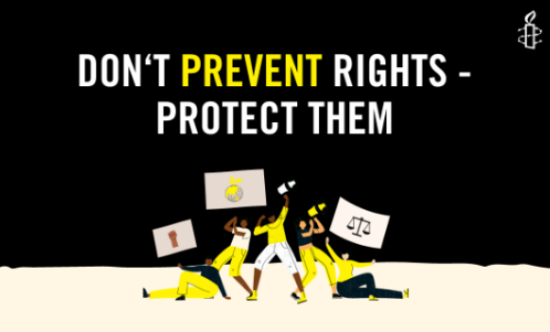 DON‘T PREVENT RIGHTS -
PROTECT THEM